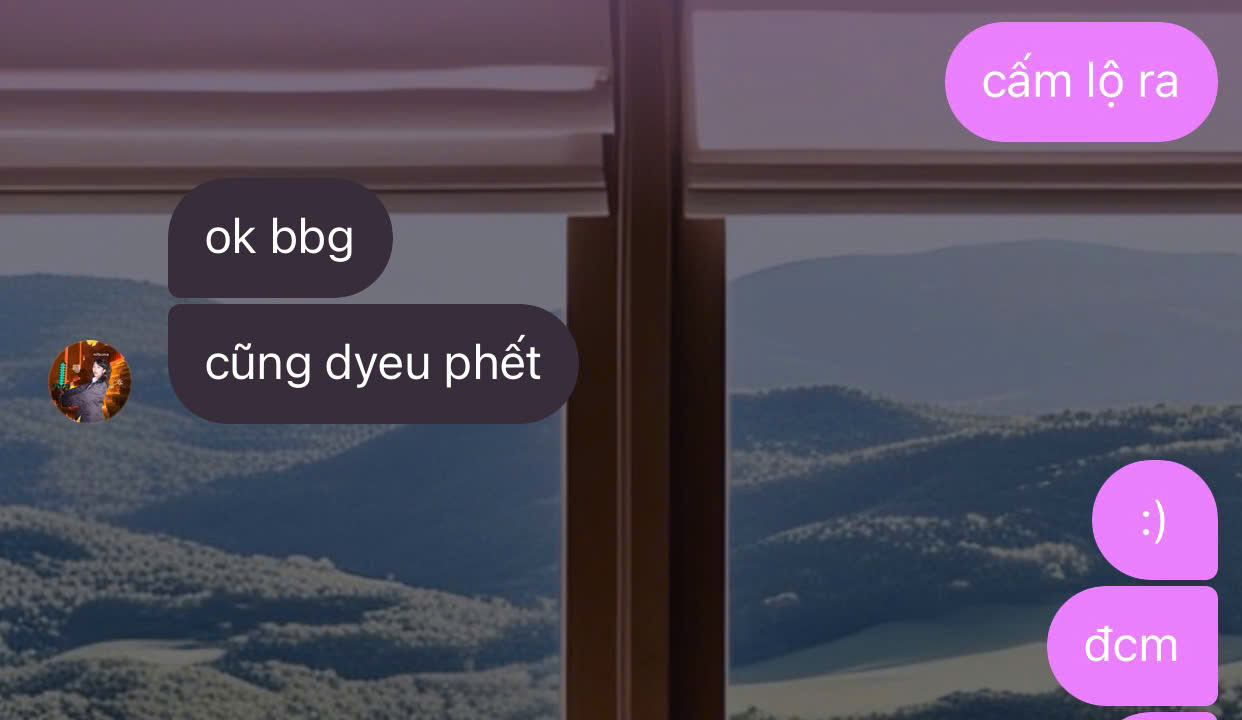 cấm lộ ra
ok bbg
cũng dyeu phết
:)
đcm